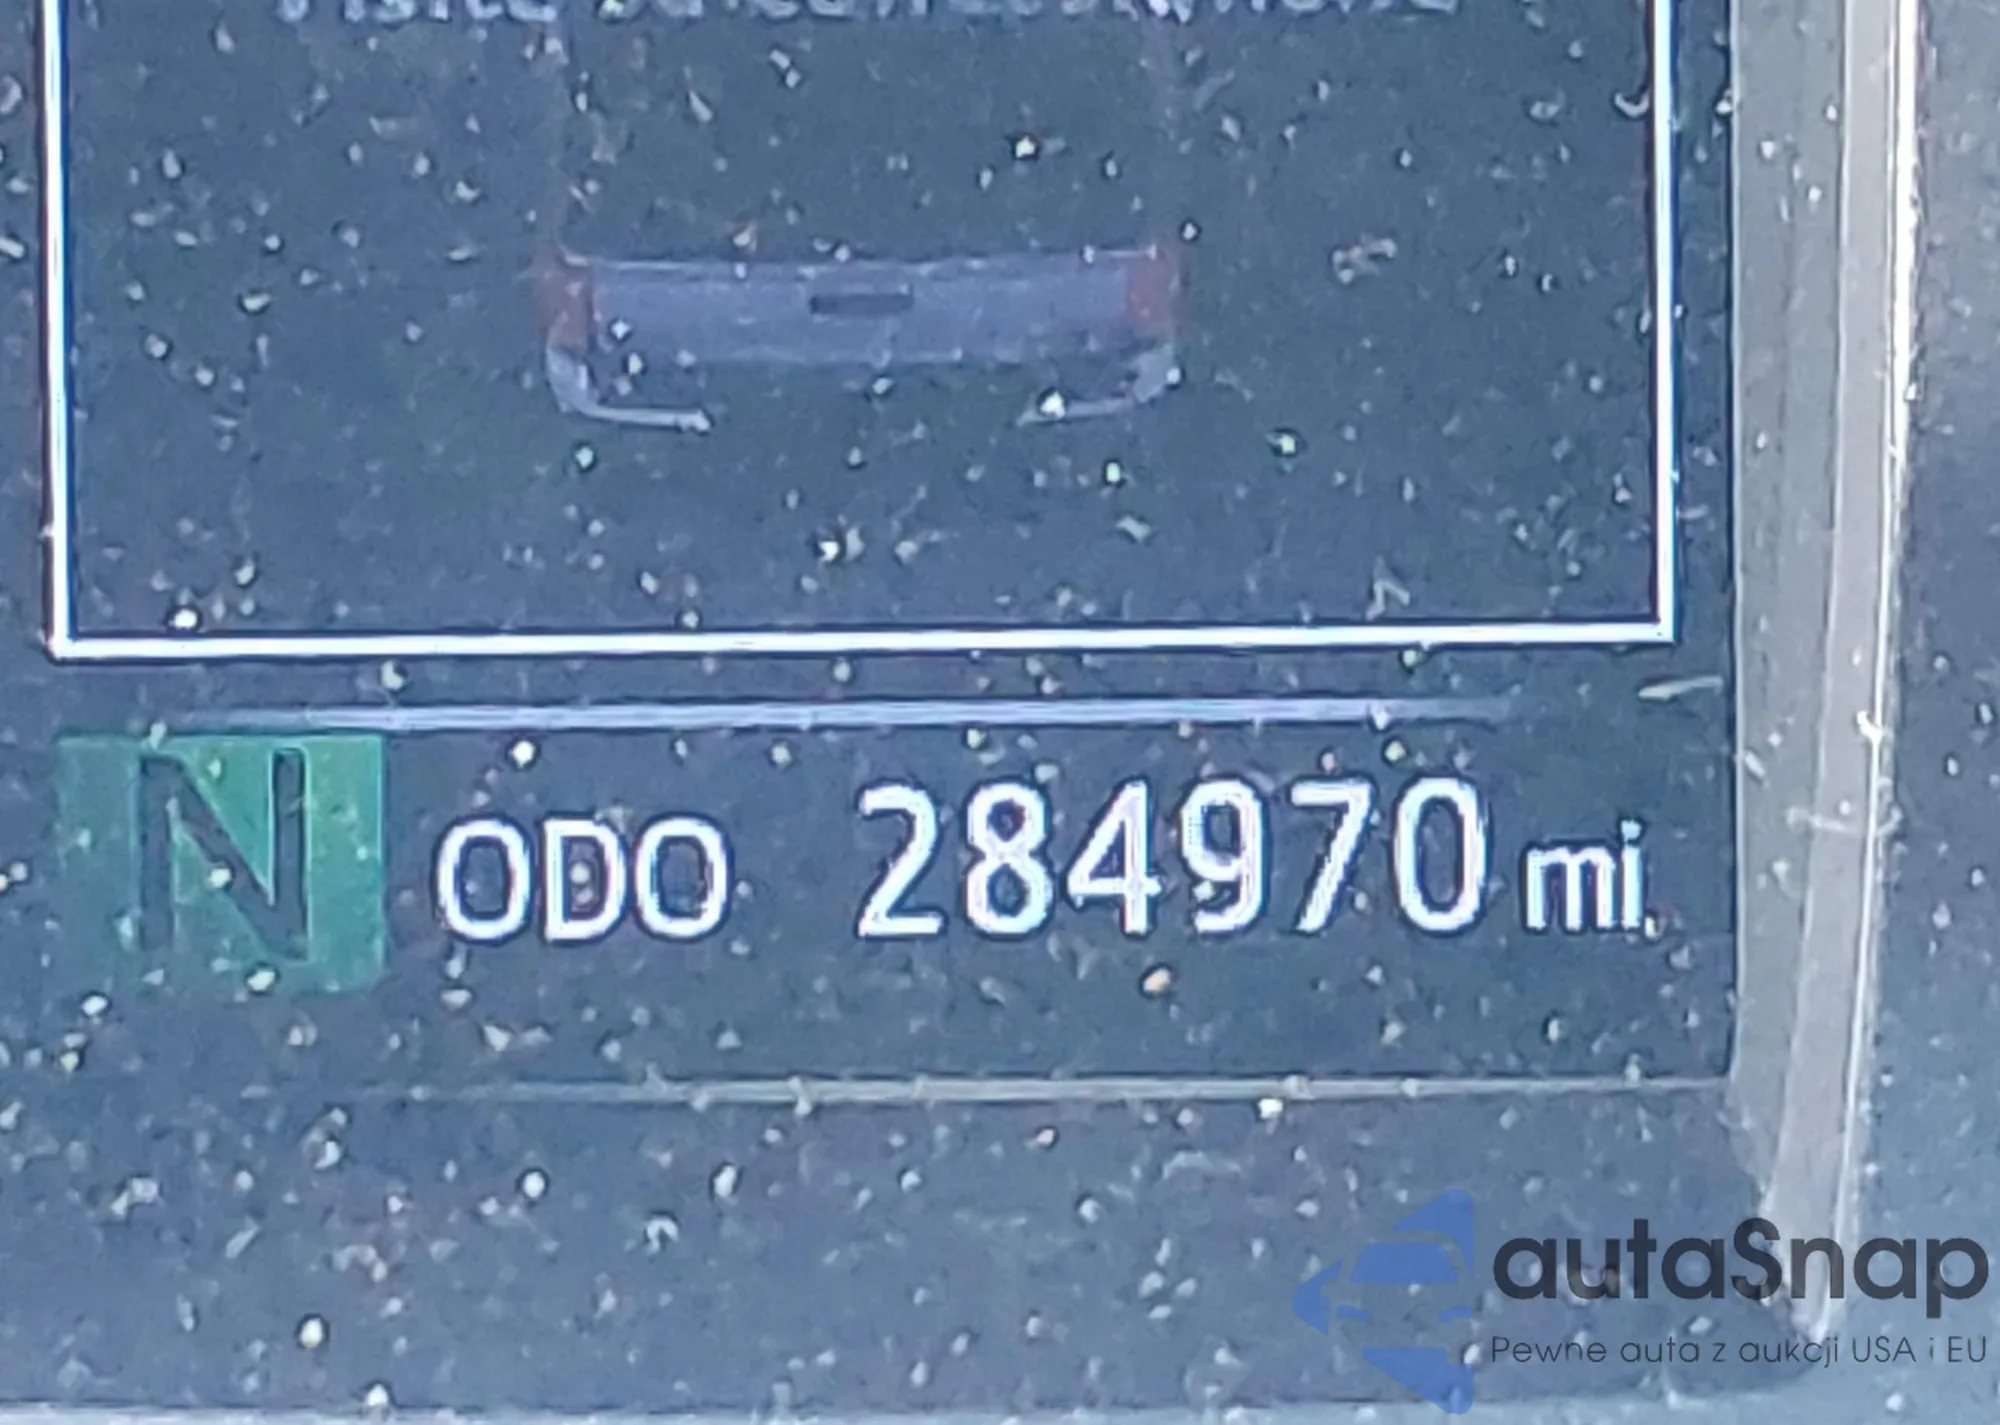 N ODO 284970 mi
autaSnap
Pewne auta z aukcji USA i EU